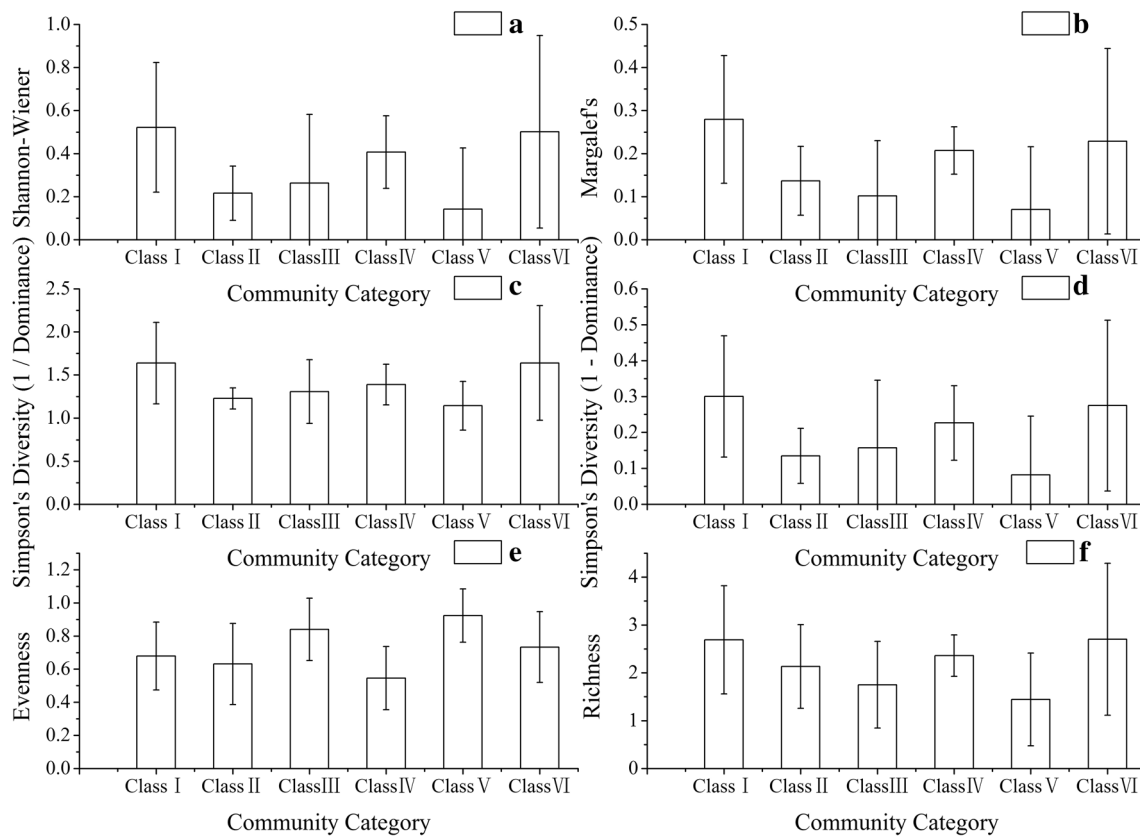 a
Shannon-Wiener
1.0
0.8
0.6
0.4
0.2
0.0
Class Ⅰ Class Ⅱ ClassⅢ ClassⅣ Class Ⅴ ClassⅥ
Community Category
b
Margalef's
0.5
0.4
0.3
0.2
0.1
0.0
Class Ⅰ Class Ⅱ ClassⅢ ClassⅣ Class Ⅴ ClassⅥ
Community Category
c
Simpson's Diversity (1 / Dominance)
2.5
2.0
1.5
1.0
0.5
0.0
Class Ⅰ Class Ⅱ ClassⅢ ClassⅣ Class Ⅴ ClassⅥ
Community Category
d
Simpson's Diversity (1 - Dominance)
0.6
0.5
0.4
0.3
0.2
0.1
0.0
Class Ⅰ Class Ⅱ ClassⅢ ClassⅣ Class Ⅴ ClassⅥ
Community Category
e
Evenness
1.2
1.0
0.8
0.6
0.4
0.2
0.0
Class Ⅰ Class Ⅱ ClassⅢ ClassⅣ Class Ⅴ ClassⅥ
Community Category
f
Richness
4
3
2
1
0
Class Ⅰ Class Ⅱ ClassⅢ ClassⅣ Class Ⅴ ClassⅥ
Community Category